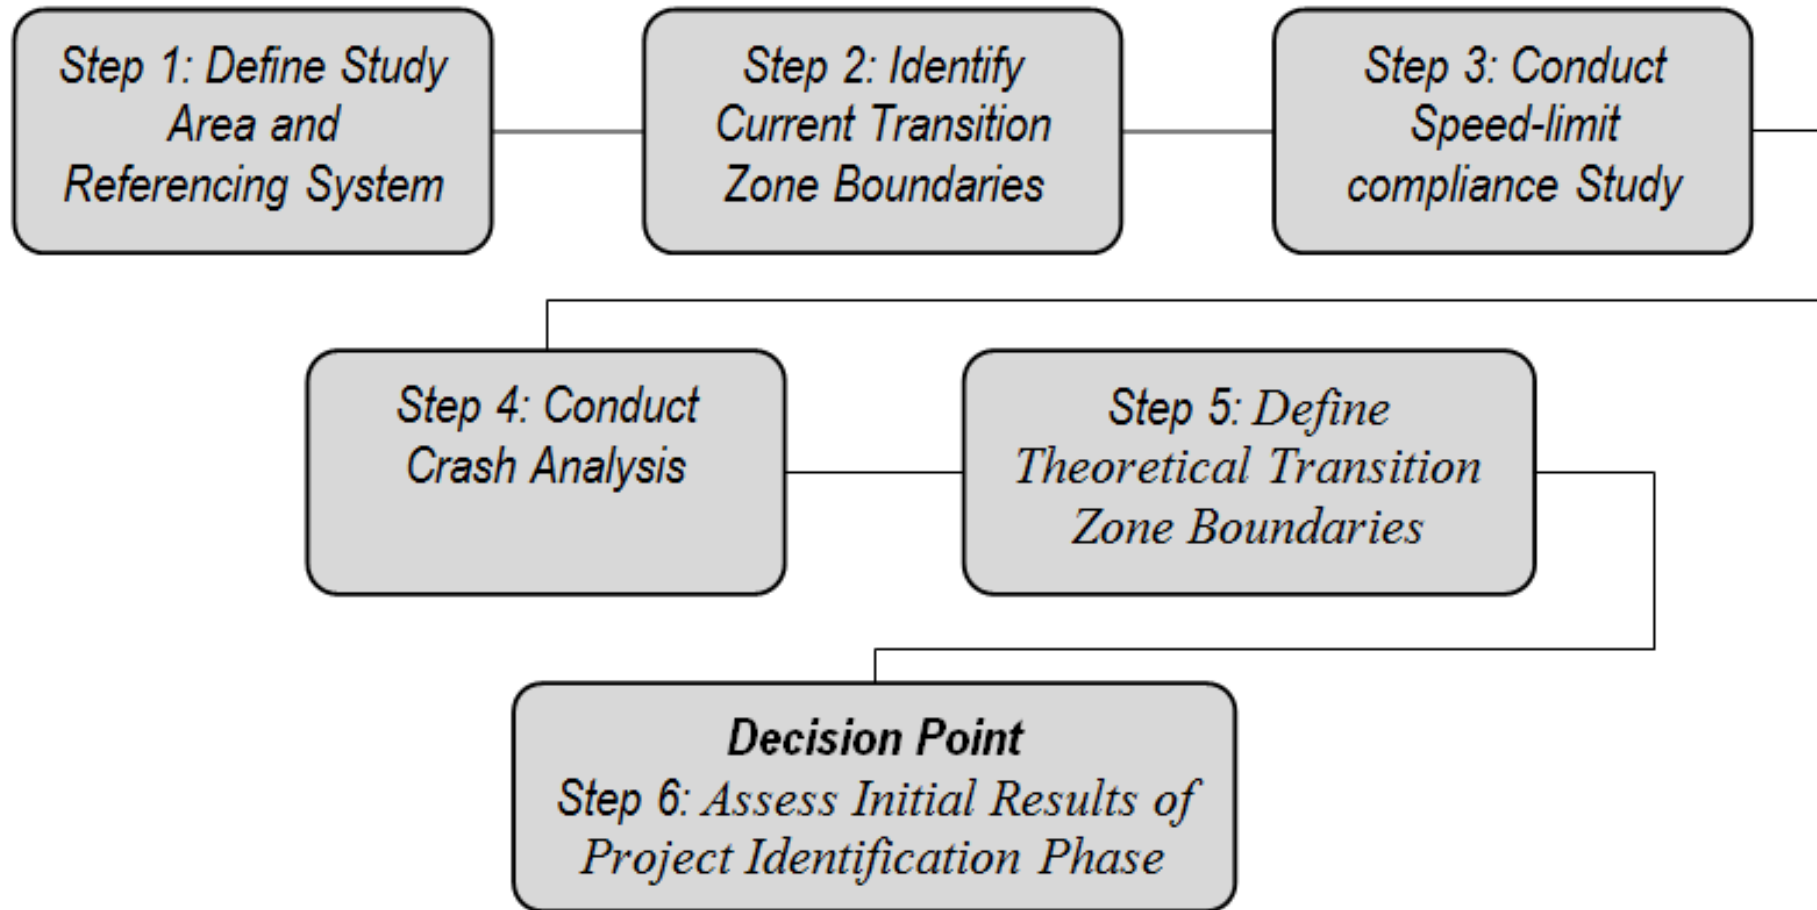 Step 1: Define Study
Area and
Referencing System
Step 2: Identify
Current Transition
Zone Boundaries
Step 3: Conduct
Speed-limit
compliance Study
Step 4: Conduct
Crash Analysis
Step 5: Define
Theoretical Transition
Zone Boundaries
Decision Point
Step 6: Assess Initial Results of
Project Identification Phase